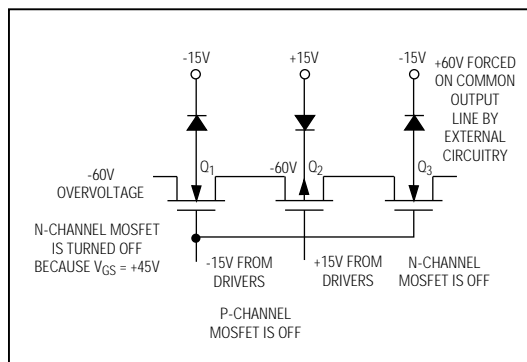 -15V
+15V
-15V
+60V FORCED
ON COMMON
OUTPUT
LINE BY
EXTERNAL
CIRCUITRY
Q1
-60V
Q2
Q3
-60V
OVERVOLTAGE
N-CHANNEL MOSFET
IS TURNED OFF
BECAUSE VGS = +45V
-15V FROM
DRIVERS
+15V FROM
DRIVERS
N-CHANNEL
MOSFET IS OFF
P-CHANNEL
MOSFET IS OFF